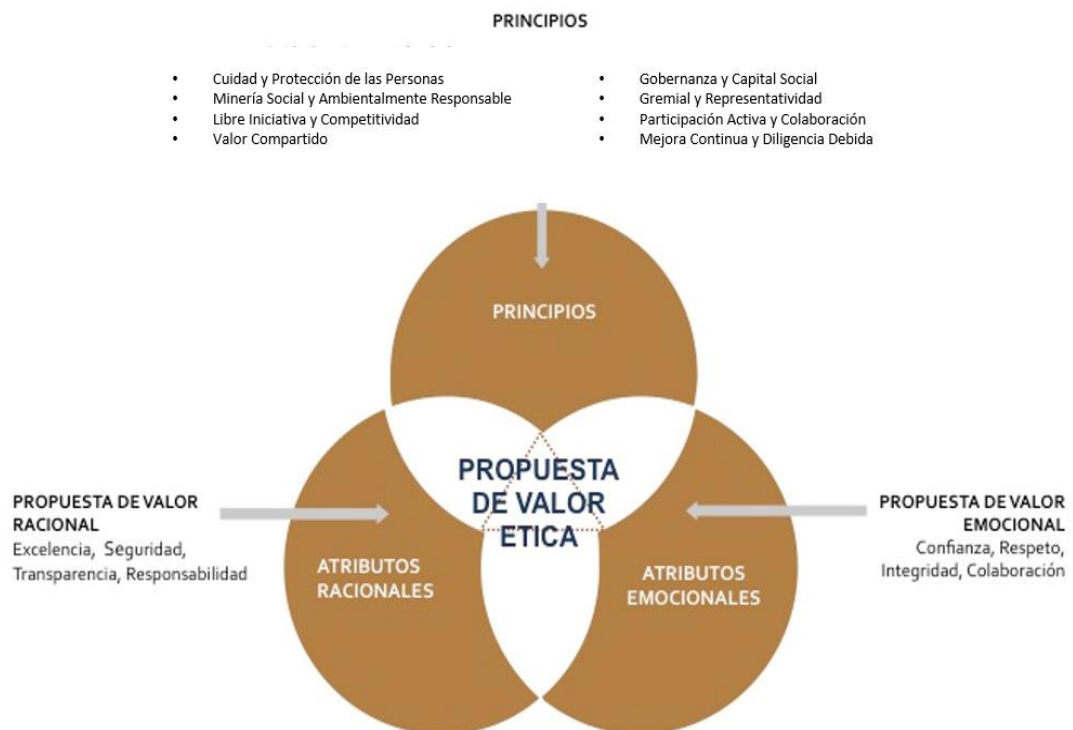 PRINCIPIOS
• Cuidad y Protección de las Personas
• Minería Social y Ambientalmente Responsable
• Libre Iniciativa y Competitividad
• Valor Compartido
• Gobernanza y Capital Social
• Gremial y Representatividad
• Participación Activa y Colaboración
• Mejora Continua y Diligencia Debida
PRINCIPIOS
PROPUESTA
DE VALOR
ETICA
PROPUESTA DE VALOR
RACIONAL
Excelencia, Seguridad,
Transparencia, Responsabilidad
ATRIBUTOS
RACIONALES
ATRIBUTOS
EMOCIONALES
PROPUESTA DE VALOR
EMOCIONAL
Confianza, Respeto,
Integridad, Colaboración